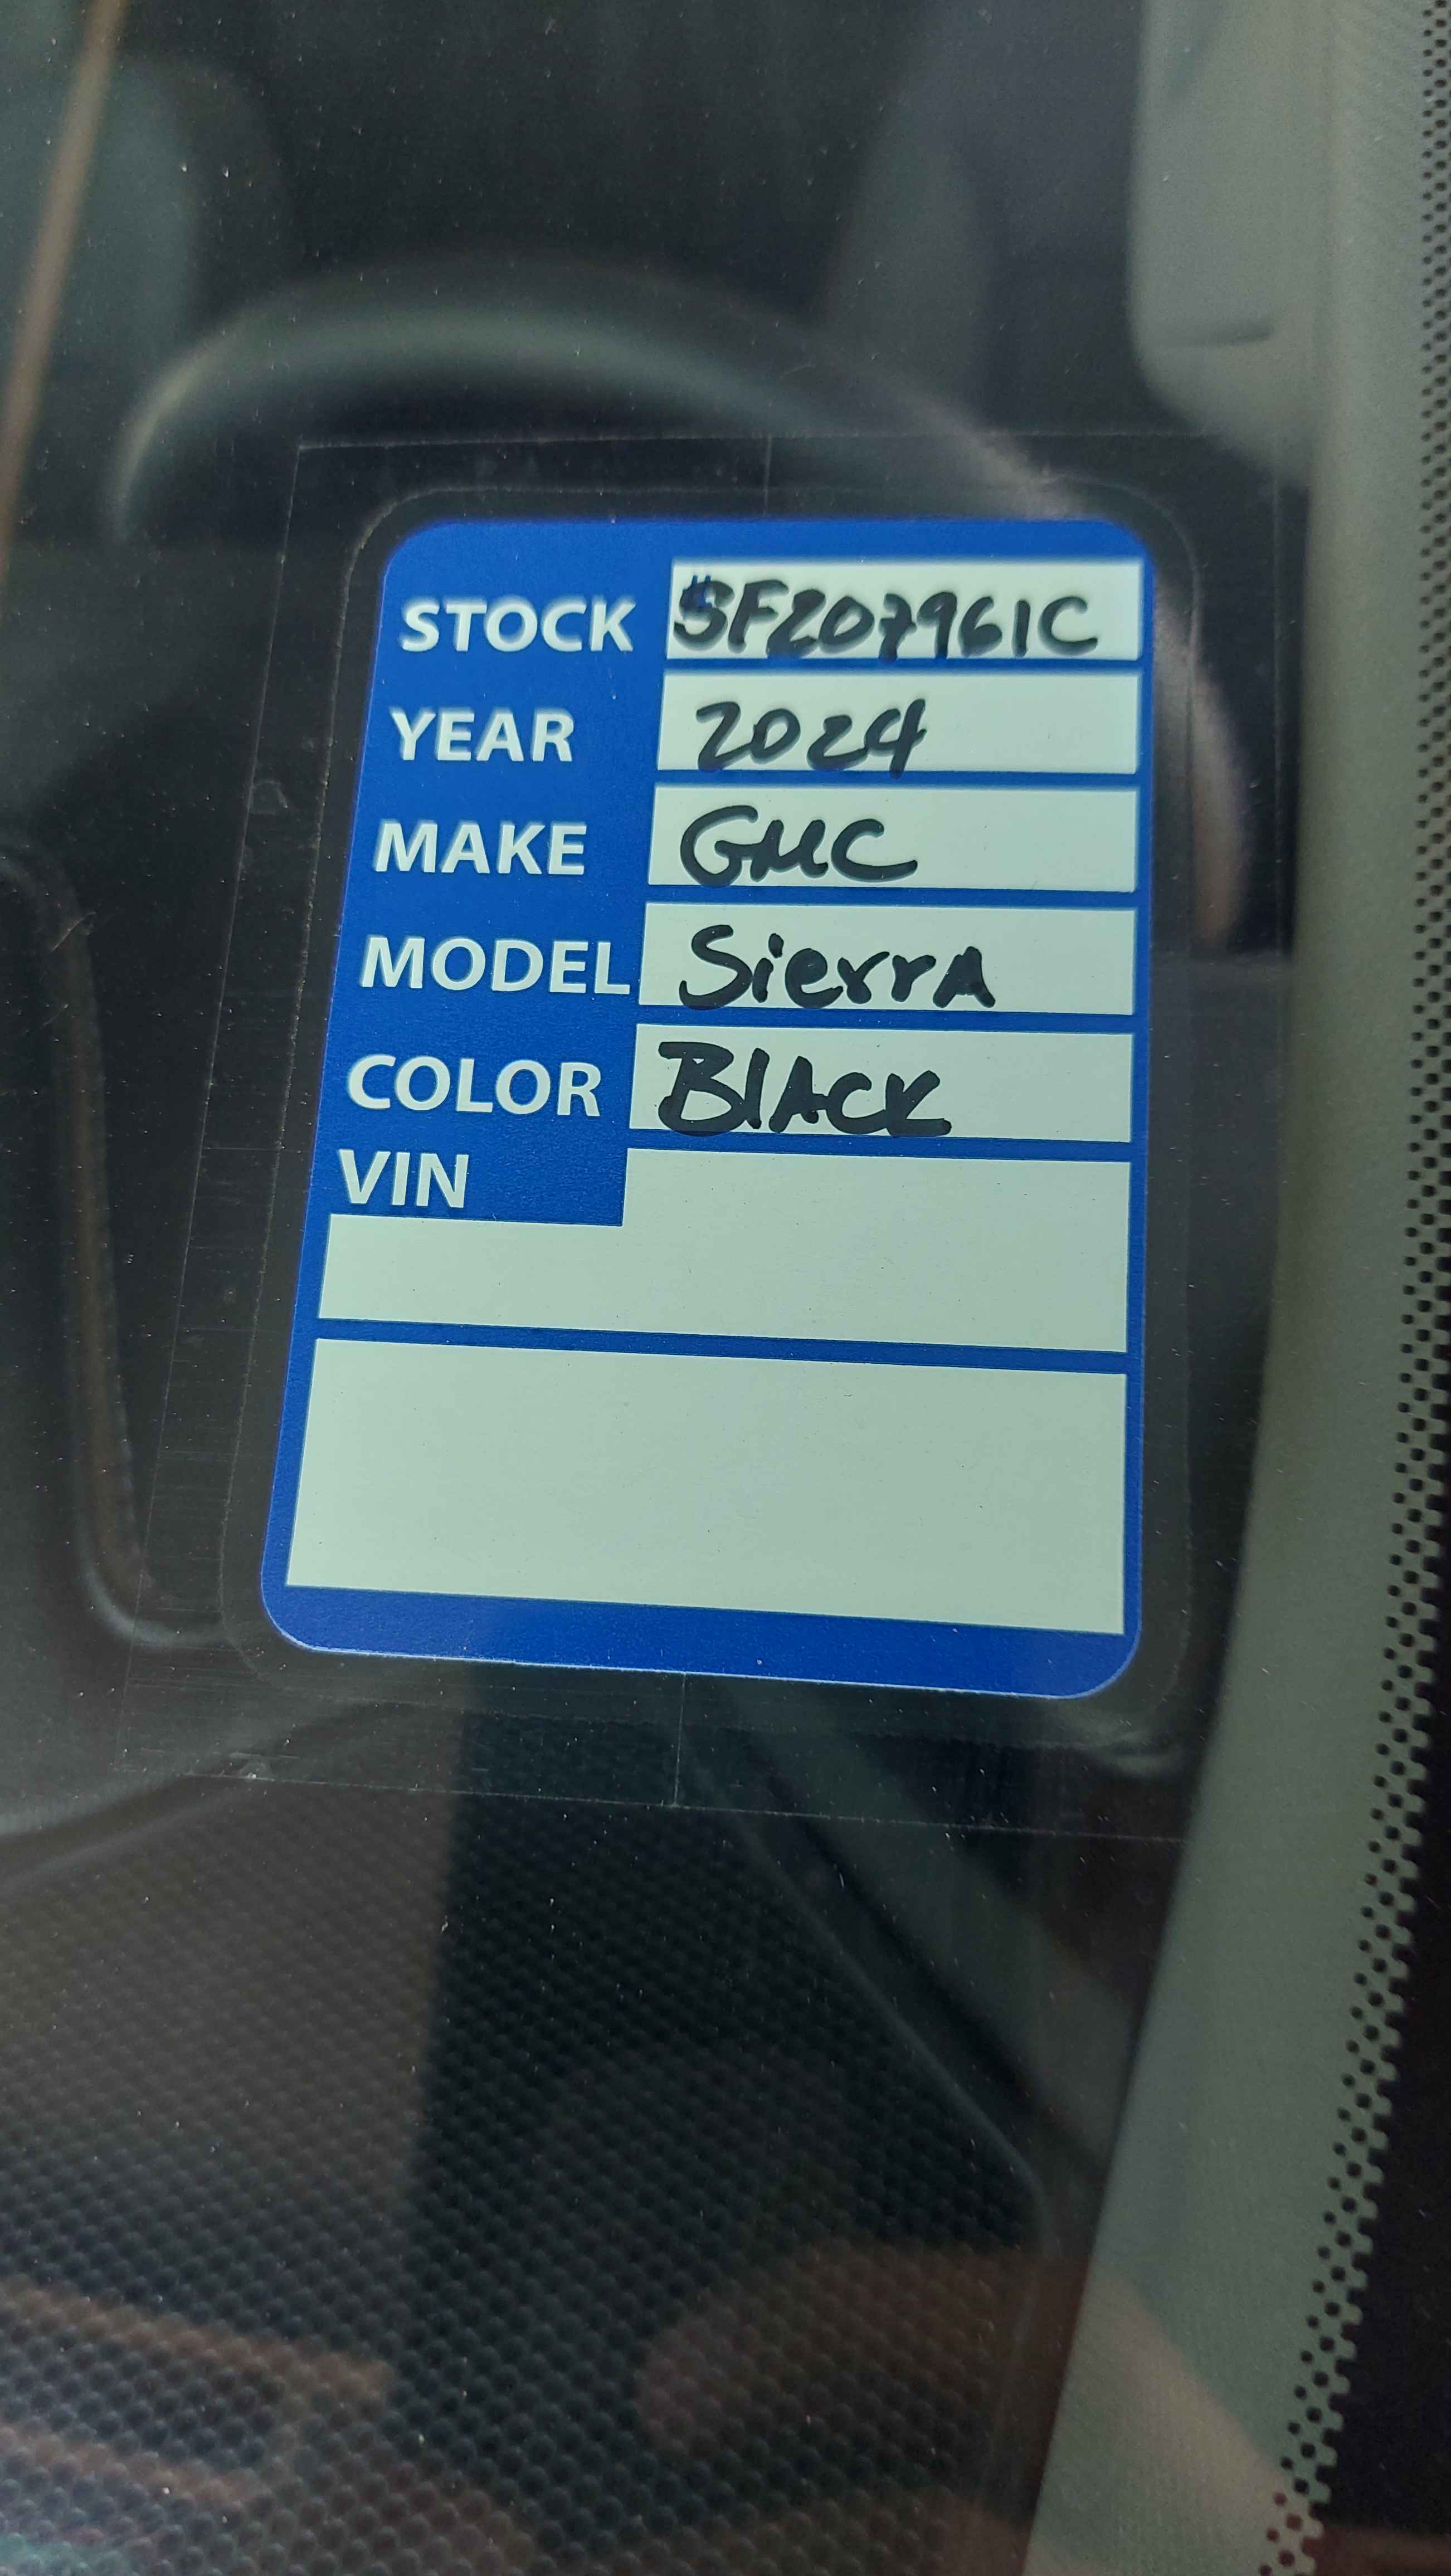 STOCK SF207961C
YEAR 2024
MAKE GMC
MODEL SierrA
COLOR BlACK
VIN